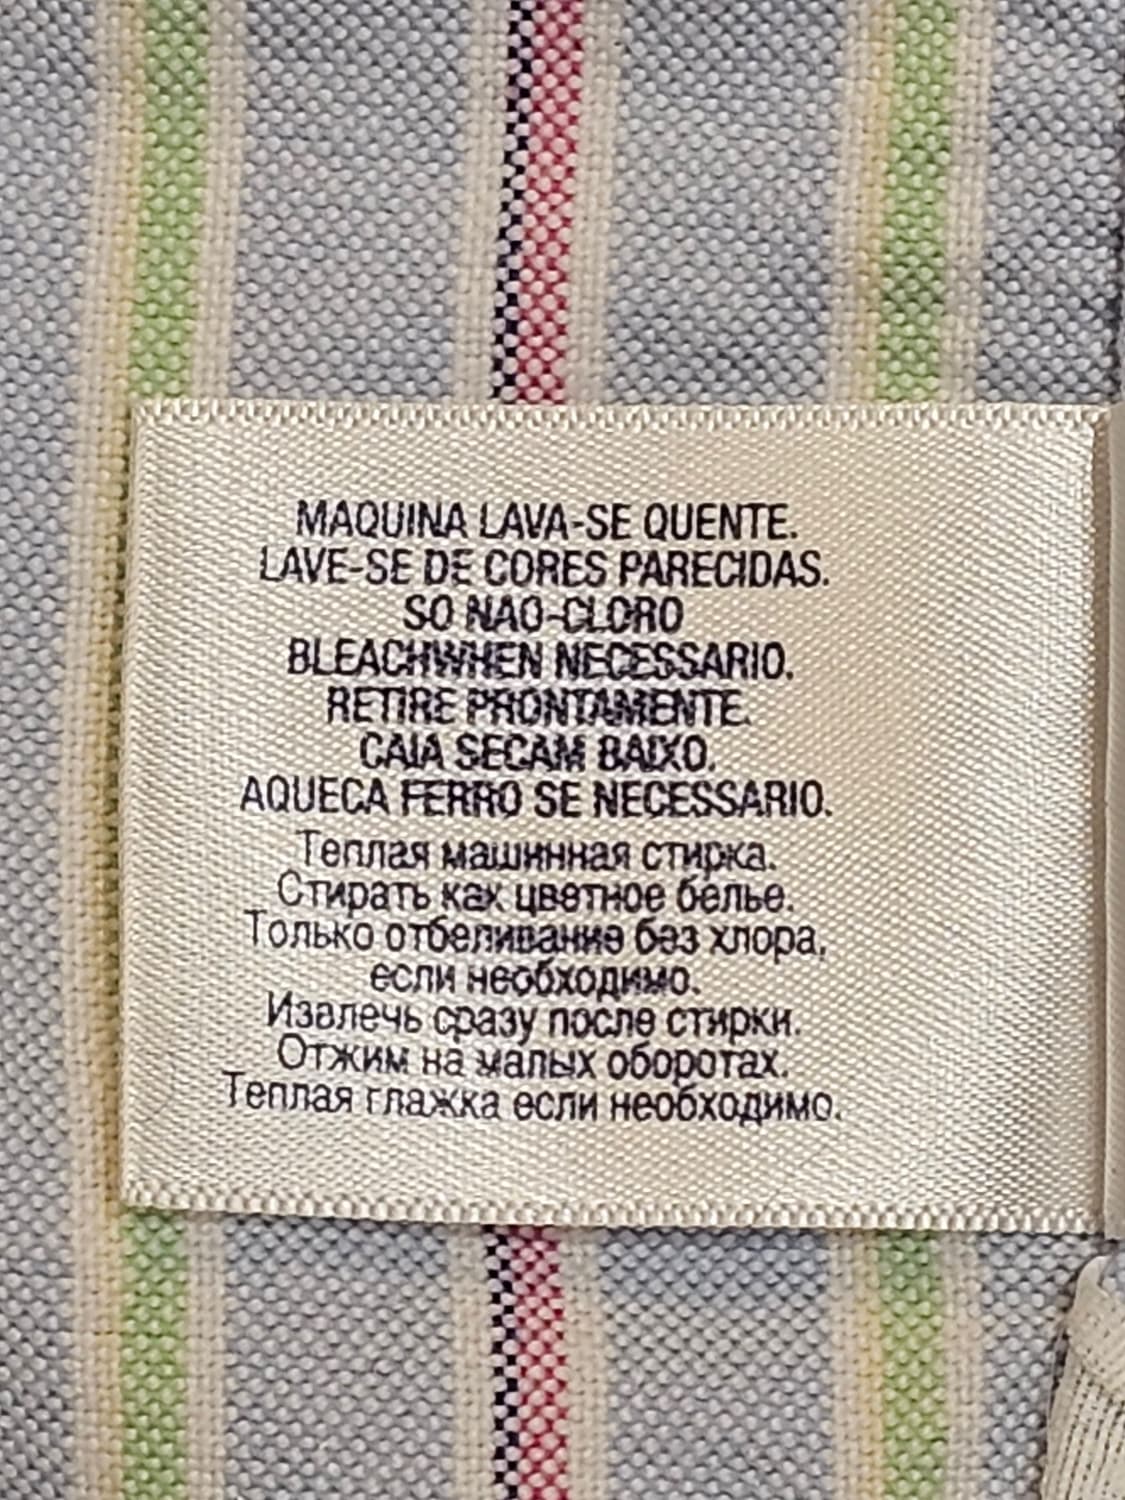 MAQUINA LAVA-SE QUENTE.
LAVE-SE DE CORES PARECIDAS.
SO NAO-CLORO
BLEACHWHEN NECESSARIO.
RETIRE PRONTAMENTE.
CAIA SECAM BAIXO.
AQUECA FERRO SE NECESSARIO.
Теплая машинная стирка.
Стирать как цветное белье.
Только отбеливание без хлора,
если необходимо.
Извлечь сразу после стирки.
Отжим на малых оборотах.
Теплая глажка если необходимо.